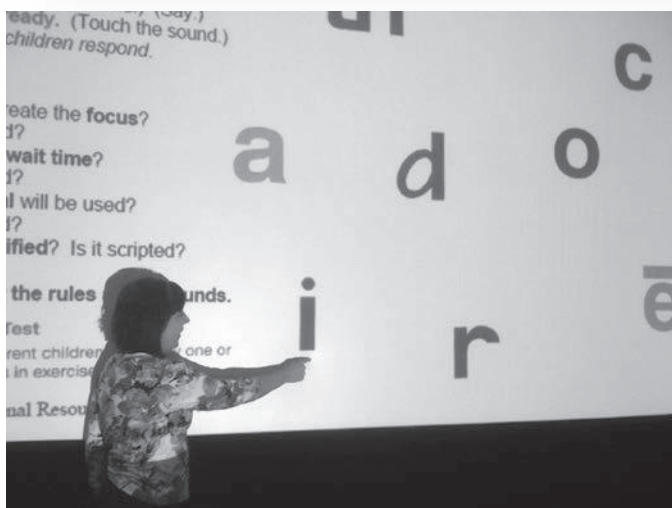 (Say.)
eady. (Touch the sound.)
children respond.
c
eate the focus?
d?
wait time?
d?
a d o
l will be used?
d?
ified? Is it scripted?
the rules unds.
i r ē
Test
rent children y one or
in exercise
nal Resou